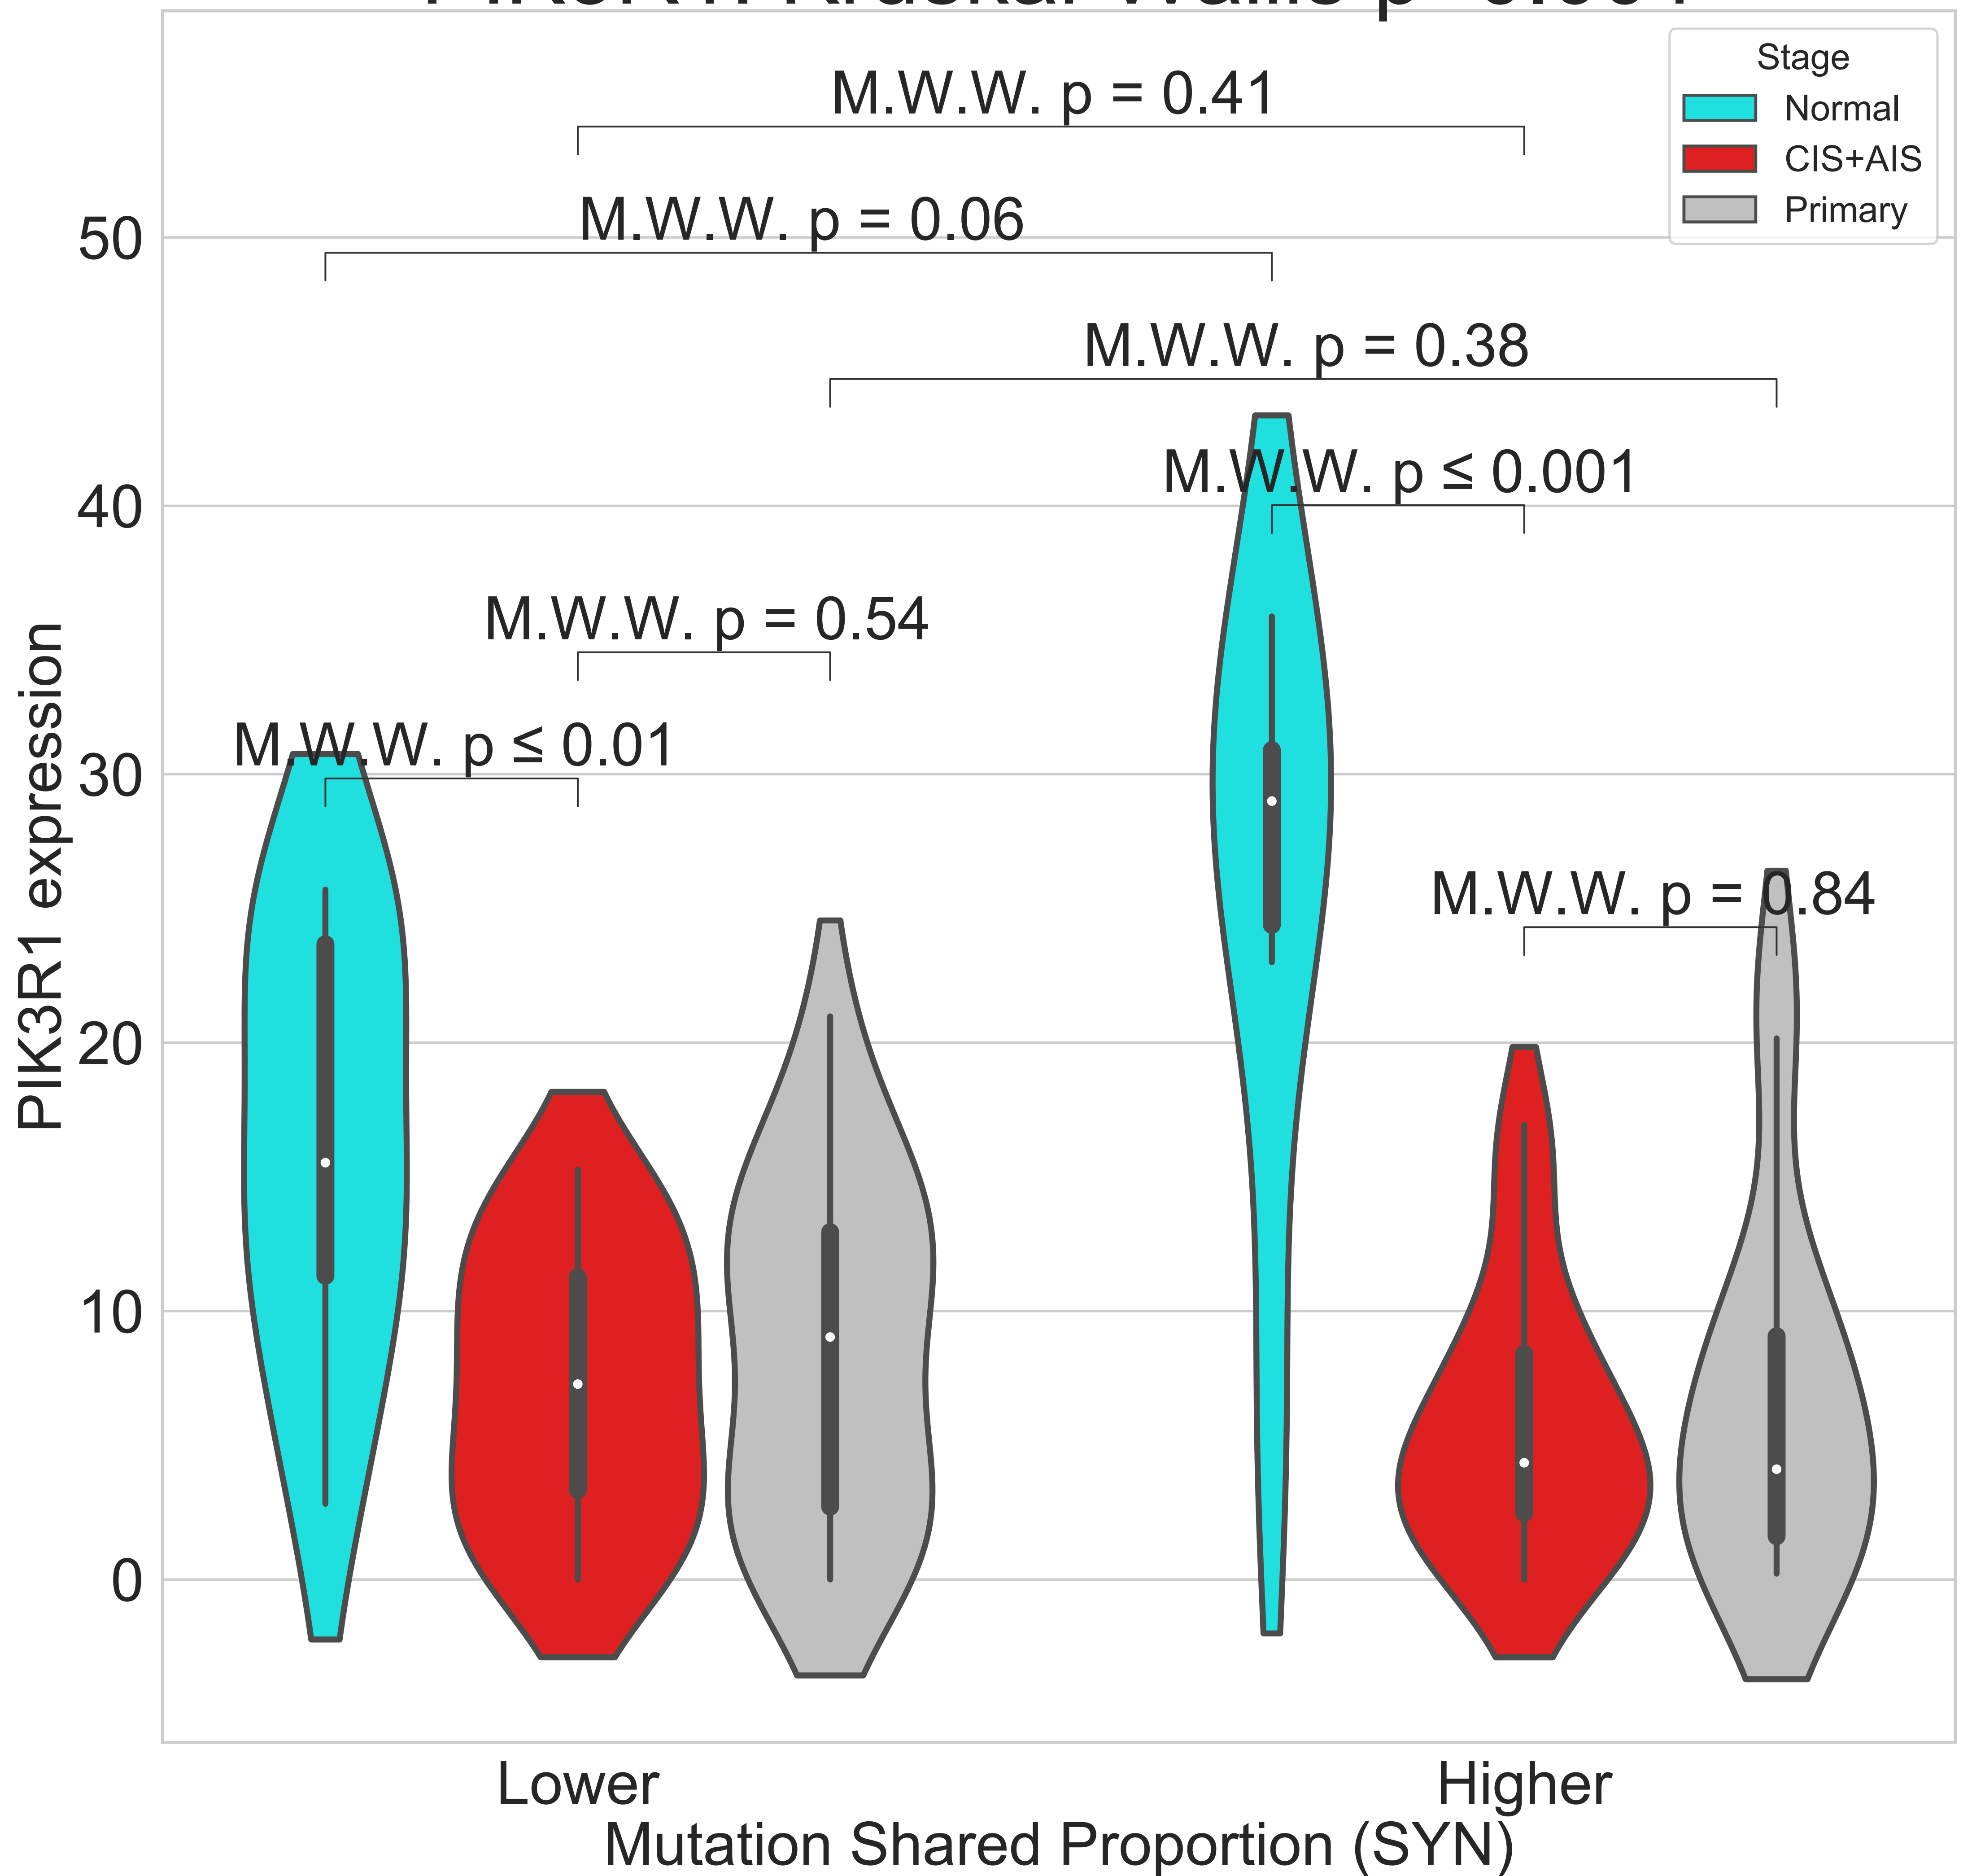 Stage
Normal
CIS+AIS
Primary
M.W.W. p = 0.41
M.W.W. p = 0.06
M.W.W. p = 0.38
M.W.W. p ≤ 0.001
M.W.W. p = 0.54
M.W.W. p ≤ 0.01
M.W.W. p = 0.84
50
40
30
20
10
0
PIK3R1 expression
Lower
Higher
Mutation Shared Proportion (SYN)